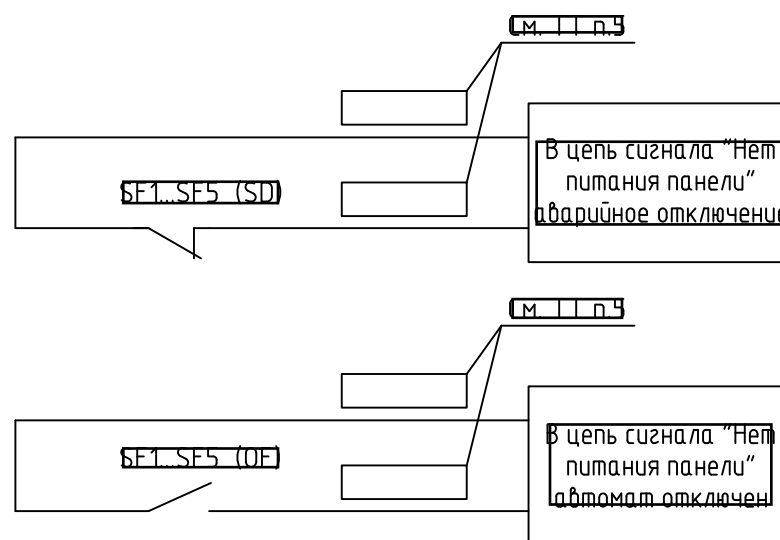 См. ТТ п.5
В цепь сигнала "Нет
питания панели"
аварийное отключение
SF1...SF5 (SD)
См. ТТ п.5
В цепь сигнала "Нет
питания панели"
автомат отключен
SF1...SF5 (OF)